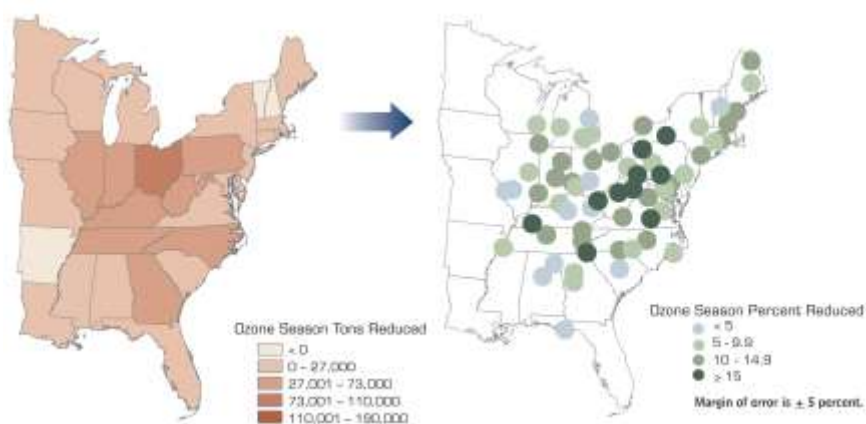 Ozone Season Tons Reduced
< 0
0 - 27,000
27,001 - 73,000
73,001 - 110,000
110,001 - 190,000
Ozone Season Percent Reduced
< 5
5 - 9.9
10 - 14.9
≥ 15
Margin of error is ± 5 percent.